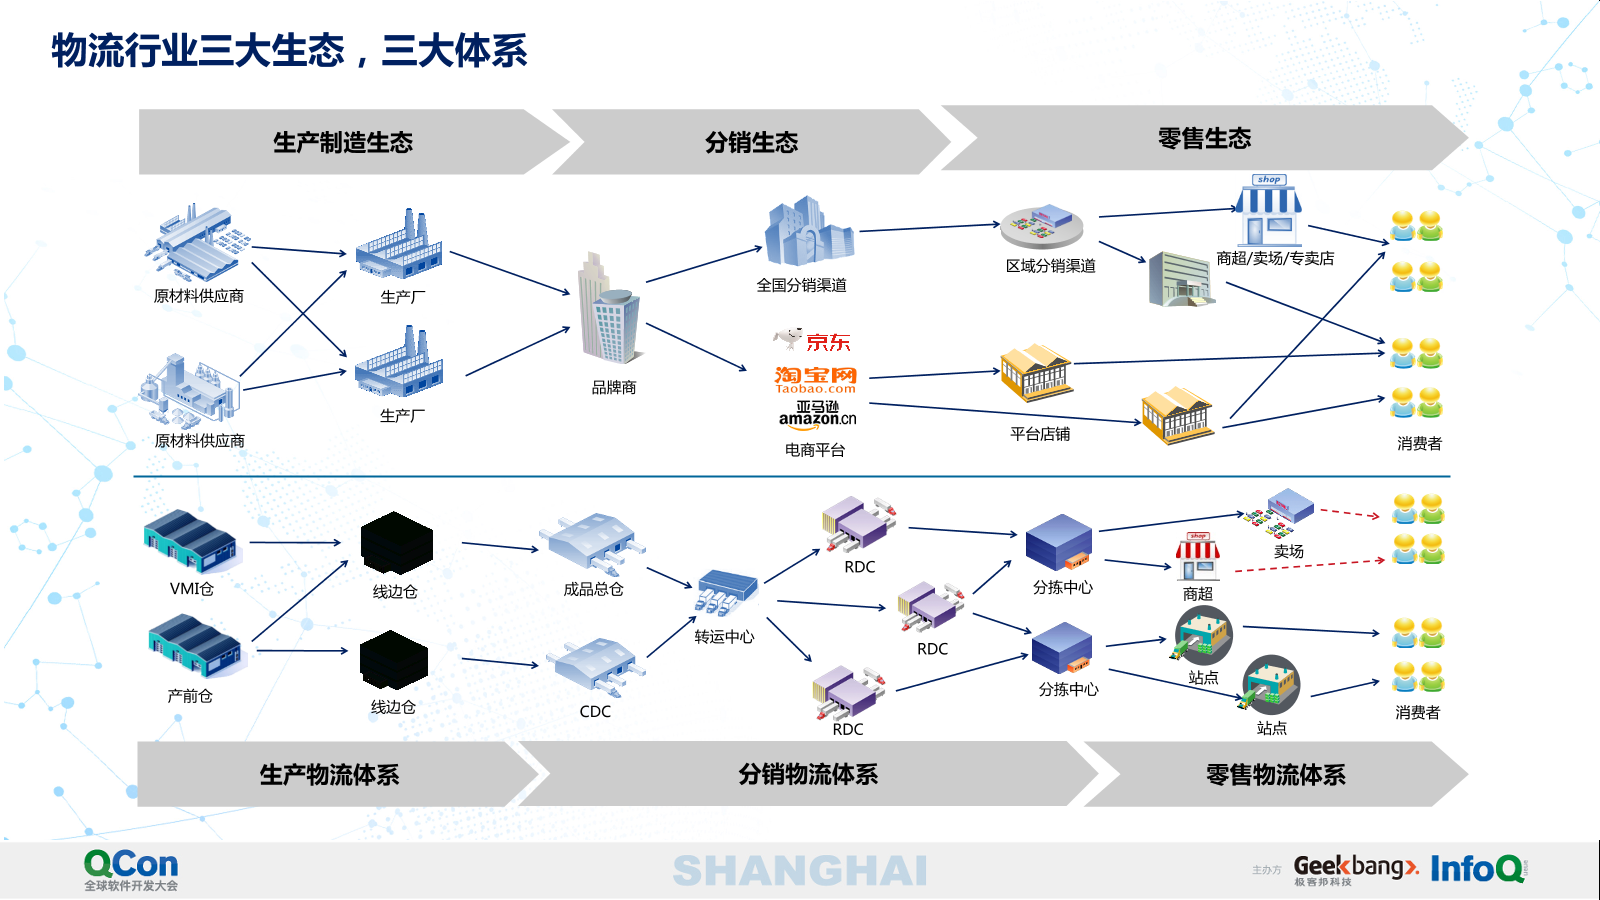 物流行业三大生态，三大体系
生产制造生态
分销生态
零售生态
shop
原材料供应商
生产厂
全国分销渠道
区域分销渠道
商超/卖场/专卖店
京东
淘宝网
Taobao.com
亚马逊
amazon.cn
品牌商
原材料供应商
生产厂
电商平台
平台店铺
消费者
VMI仓
线边仓
成品总仓
转运中心
RDC
分拣中心
卖场
shop
商超
产前仓
线边仓
CDC
RDC
RDC
分拣中心
站点
站点
消费者
生产物流体系
分销物流体系
零售物流体系
QCon
全球软件开发大会
SHANGHAI
主办方
Geekbang>.
极客邦科技
InfoQ